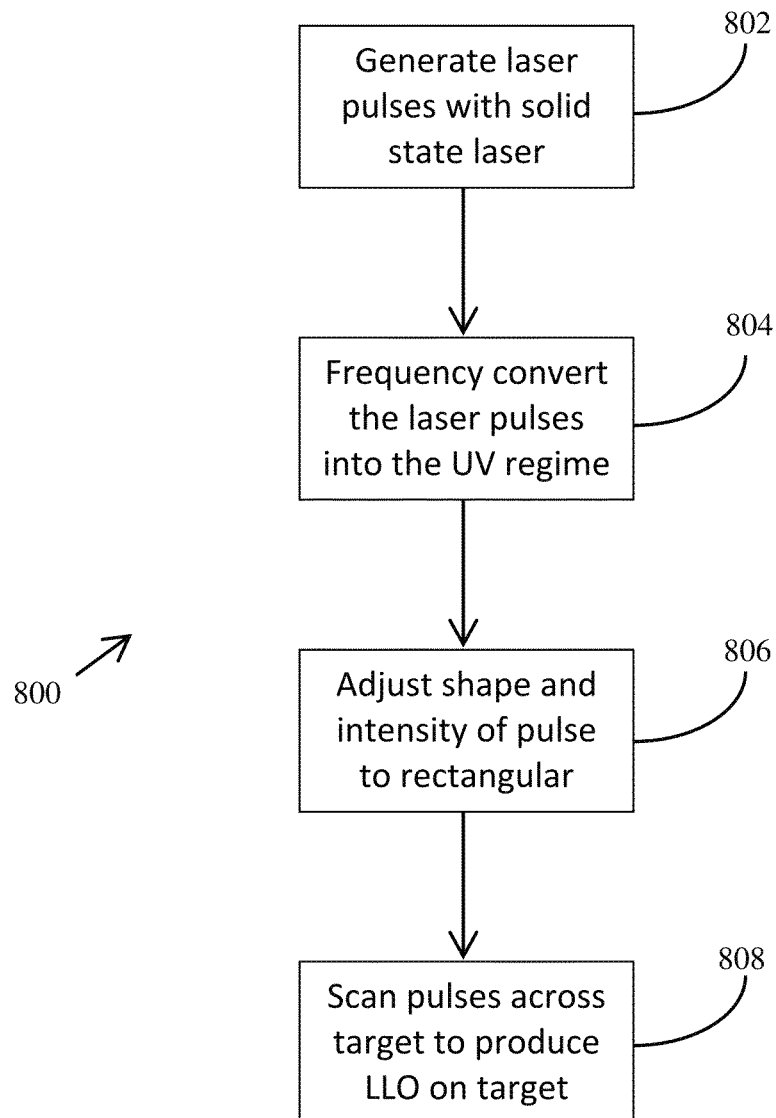 802
Generate laser
pulses with solid
state laser
804
Frequency convert
the laser pulses
into the UV regime
800
806
Adjust shape and
intensity of pulse
to rectangular
808
Scan pulses across
target to produce
LLO on target